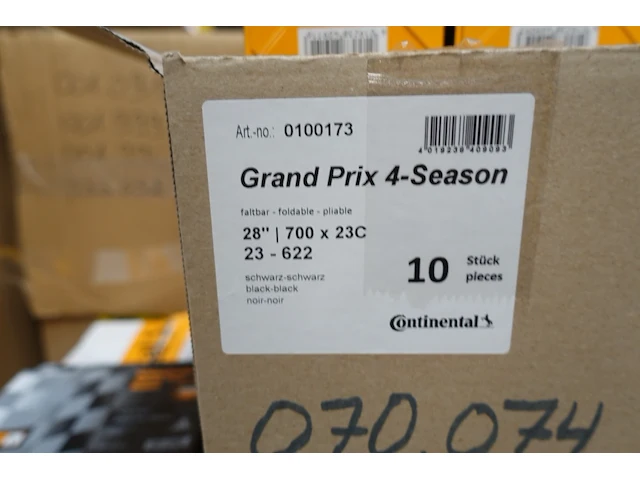 Art.-no.: 0100173
4 019238 409093
Grand Prix 4-Season
faltbar - foldable - pliable
28" | 700 x 23C
23 - 622
10 Stück
pieces
schwarz-schwarz
black-black
noir-noir
Continental
070.074